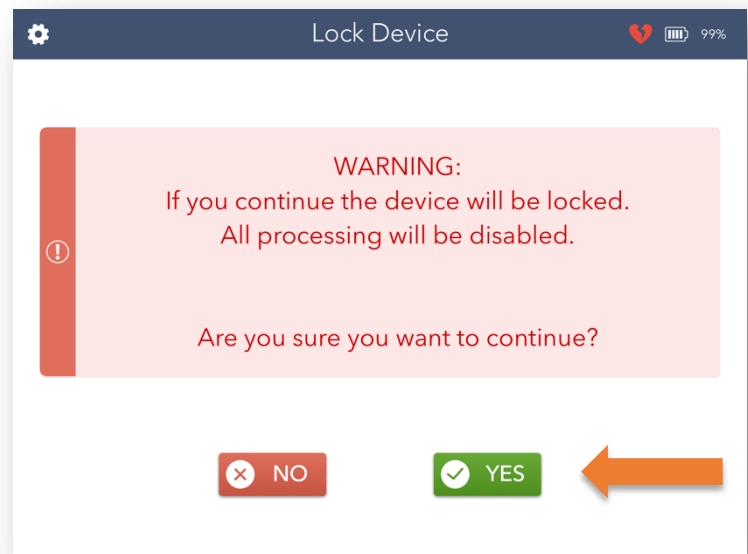 Lock Device
99%
WARNING:
If you continue the device will be locked.
All processing will be disabled.
Are you sure you want to continue?
NO
YES